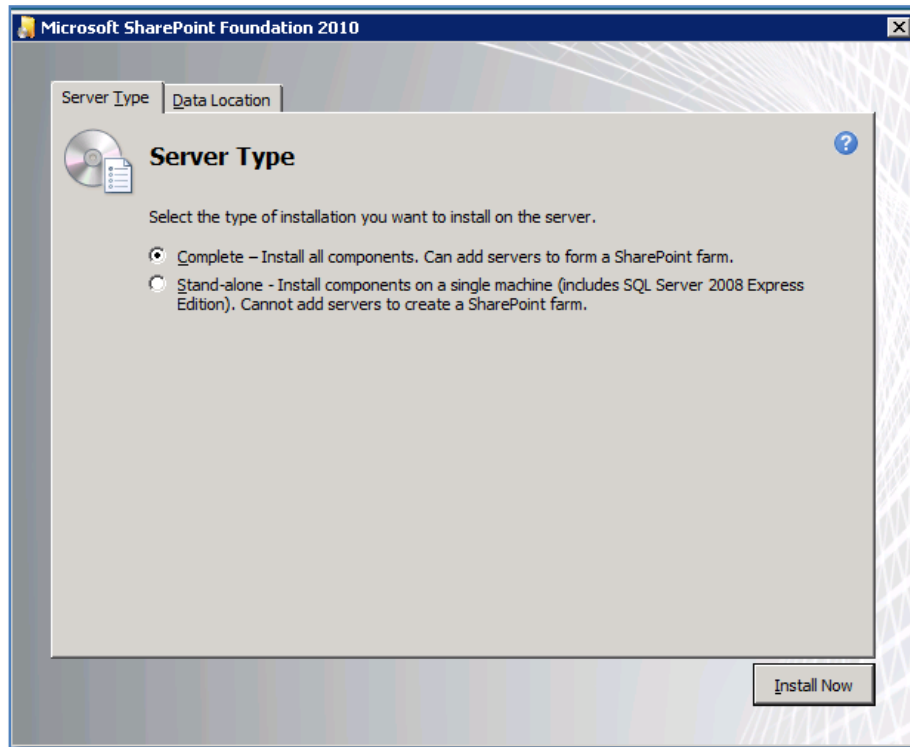 Microsoft SharePoint Foundation 2010
Server Type
Data Location
Server Type
Select the type of installation you want to install on the server.
Complete – Install all components. Can add servers to form a SharePoint farm.
Stand-alone - Install components on a single machine (includes SQL Server 2008 Express
Edition). Cannot add servers to create a SharePoint farm.
Install Now